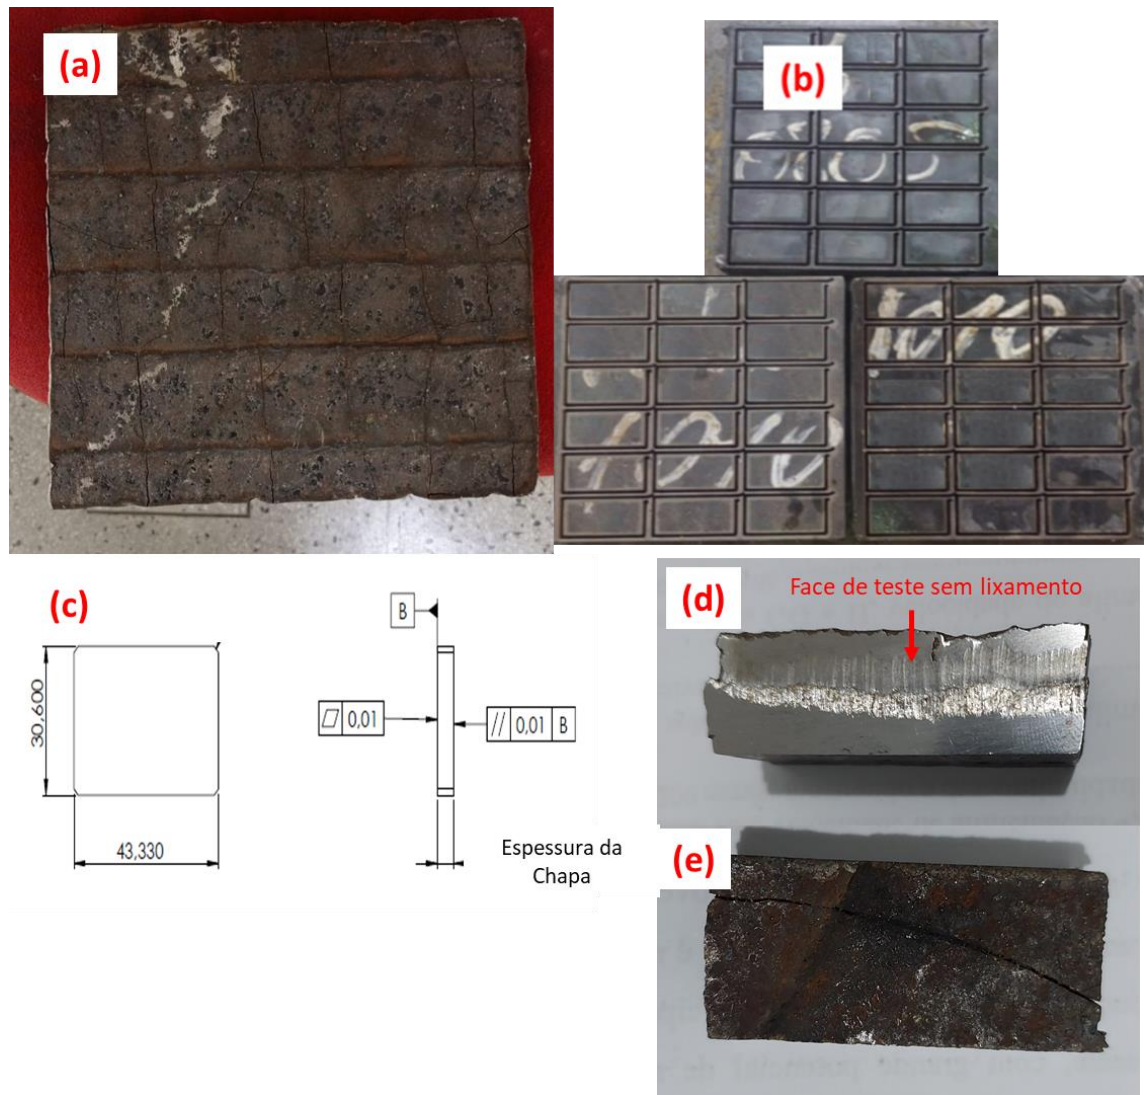 (a)
(b)
(c)
30,600
43,330
B
0,01
// 0,01 B
Espessura da
Chapa
(d)
Face de teste sem lixamento
(e)